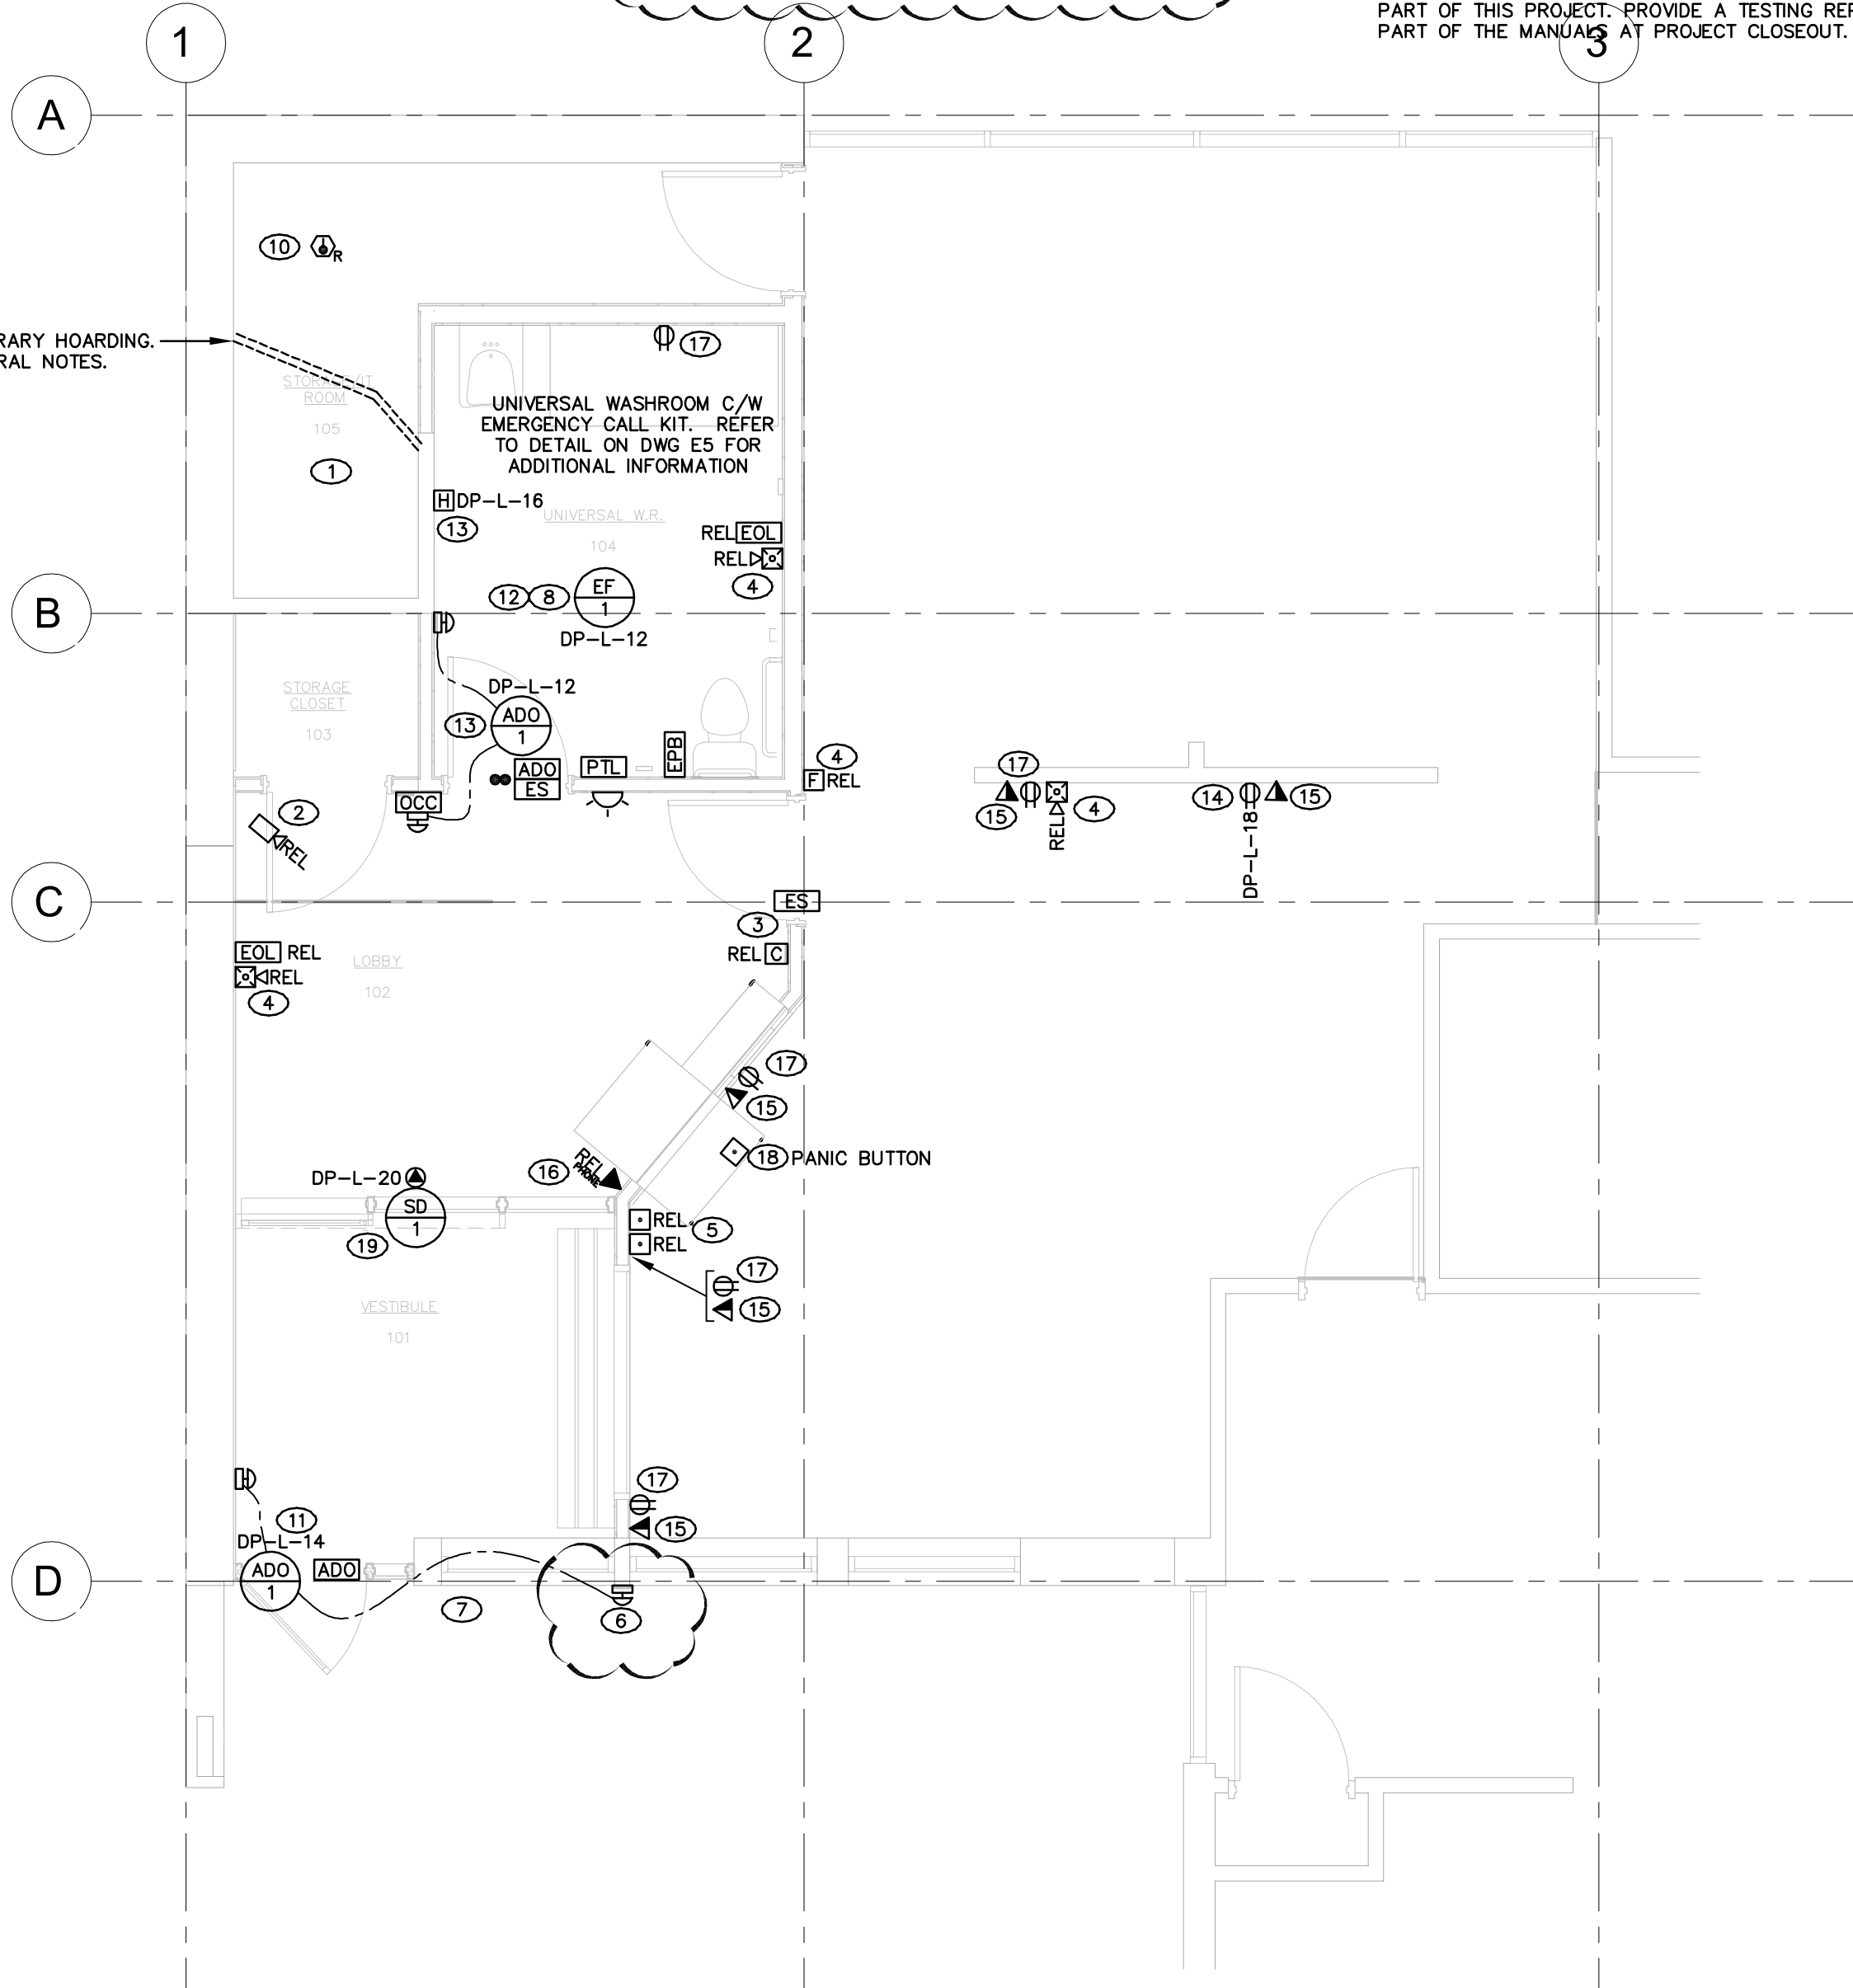 PART OF THIS PROJECT. PROVIDE A TESTING REP
PART OF THE MANUALS AT PROJECT CLOSEOUT.
1
2
3
A
10
R
RARY HOARDING.
RAL NOTES.
17
STORAGE/IT
ROOM
105
1
UNIVERSAL WASHROOM C/W
EMERGENCY CALL KIT. REFER
TO DETAIL ON DWG E5 FOR
ADDITIONAL INFORMATION
H DP-L-16
13
UNIVERSAL W.R.
104
REL EOL
REL
4
12 8
EF
1
DP-L-12
B
STORAGE
CLOSET
103
DP-L-12
13
ADO
1
ADO
ES
PTL
EPB
4
F REL
OCC
2
REL
17
15
REL
4
14
15
DP-L-18
C
ES
3
REL C
EOL REL
REL
4
LOBBY
102
17
15
18 PANIC BUTTON
16
REL
PHONE
DP-L-20
SD
1
19
REL
REL
5
17
15
VESTIBULE
101
17
15
11
DP-L-14
ADO
1
ADO
D
7
6